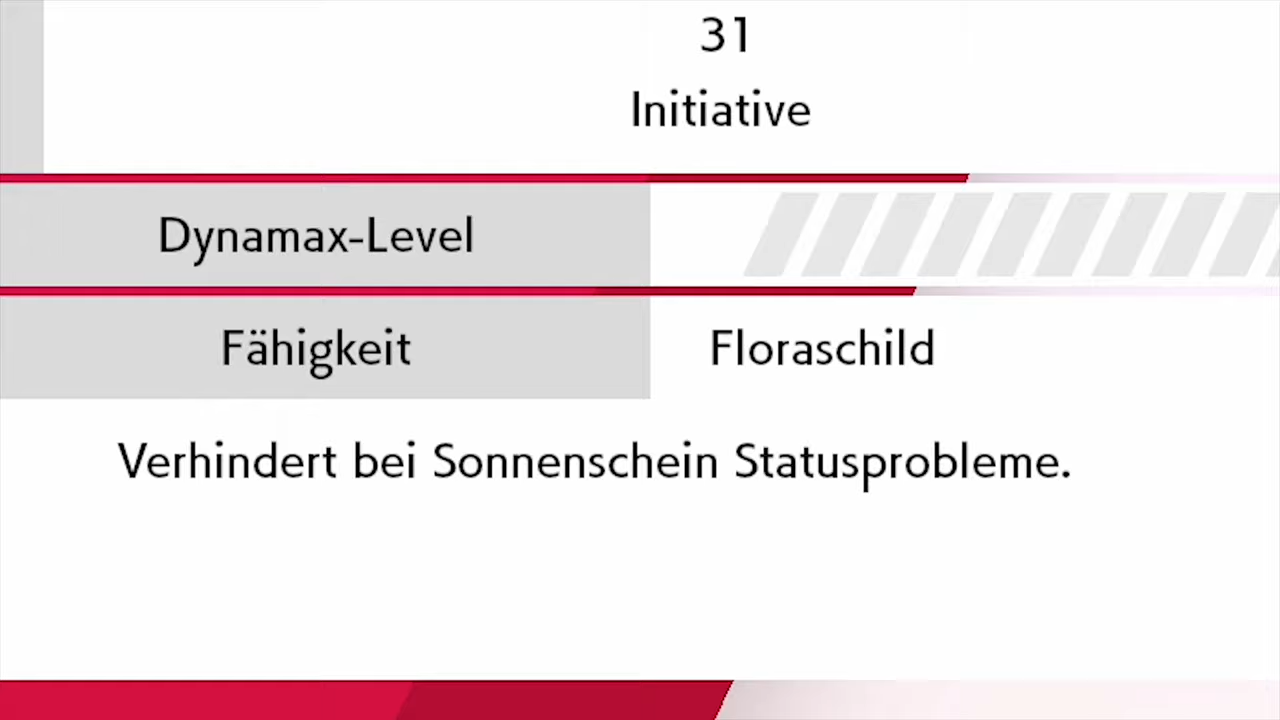 31
Initiative
Dynamax-Level
Fähigkeit Floraschild
Verhindert bei Sonnenschein Statusprobleme.